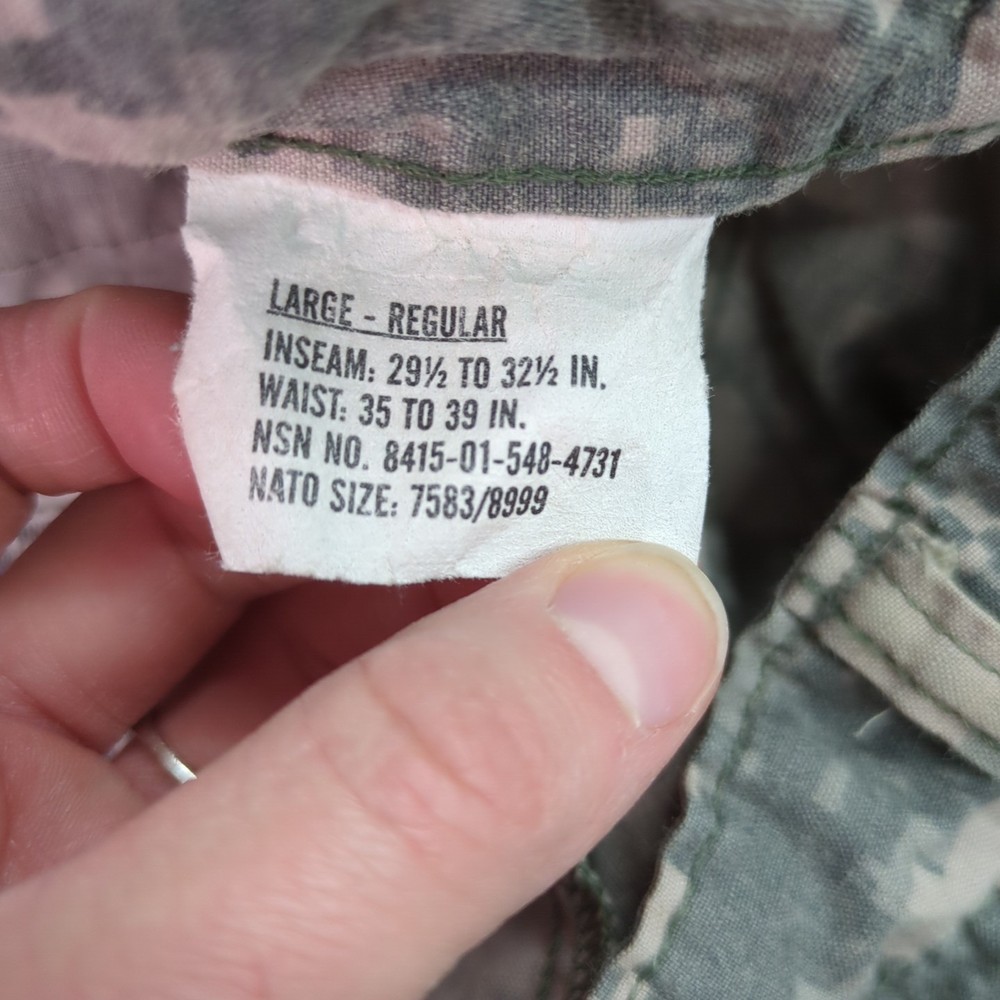 LARGE - REGULAR
INSEAM: 29½ TO 32½ IN.
WAIST: 35 TO 39 IN.
NSN NO. 8415-01-548-4731
NATO SIZE: 7583/8999